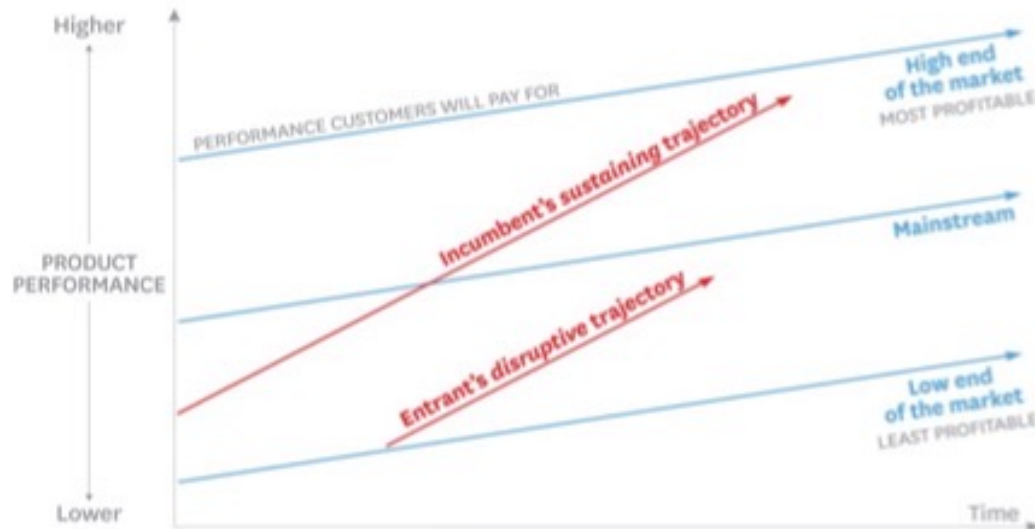 Higher
PERFORMANCE CUSTOMERS WILL PAY FOR
High end
of the market
MOST PROFITABLE
Incumbent's sustaining trajectory
Mainstream
PRODUCT
PERFORMANCE
Entrant's disruptive trajectory
Low end
of the market
LEAST PROFITABLE
Lower
Time